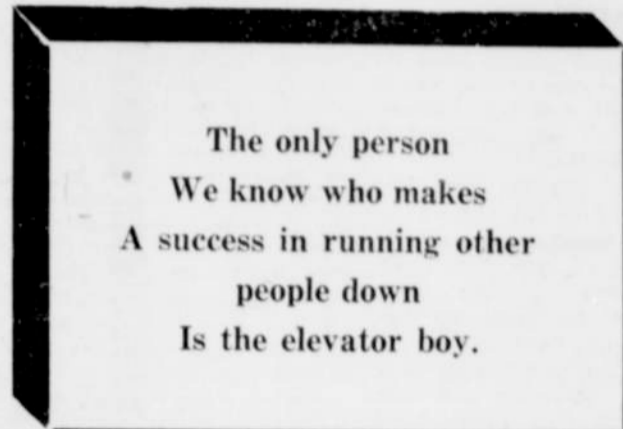 The only person
We know who makes
A success in running other
people down
Is the elevator boy.